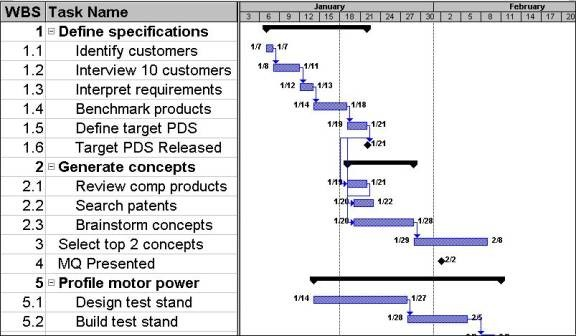 WBS Task Name January February
3 6 9 12 15 18 21 24 27 30 2 5 8 11 14 17 20
1 Define specifications
1.1 Identify customers 1/7 1/7
1.2 Interview 10 customers 1/8 1/11
1.3 Interpret requirements 1/12 1/13
1.4 Benchmark products 1/14 1/18
1.5 Define target PDS 1/19 1/21
1.6 Target PDS Released 1/21
2 Generate concepts
2.1 Review comp products 1/19 1/21
2.2 Search patents 1/20 1/22
2.3 Brainstorm concepts 1/20 1/28
3 Select top 2 concepts 1/29 2/8
4 MQ Presented 2/2
5 Profile motor power
5.1 Design test stand 1/14 1/27
5.2 Build test stand 1/28 2/5